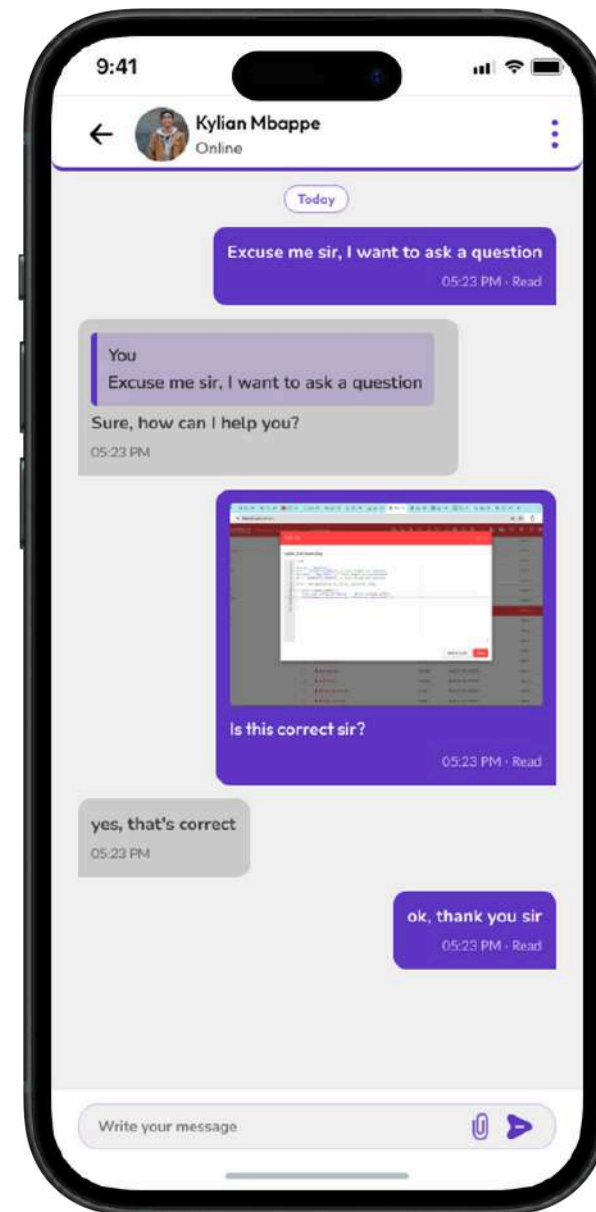 9:41
Kylian Mbappe
Online
Today
Excuse me sir, I want to ask a question
05:23 PM · Read
You
Excuse me sir, I want to ask a question
Sure, how can I help you?
05:23 PM
Is this correct sir?
05:23 PM · Read
yes, that's correct
05:23 PM
ok, thank you sir
05:23 PM · Read
Write your message